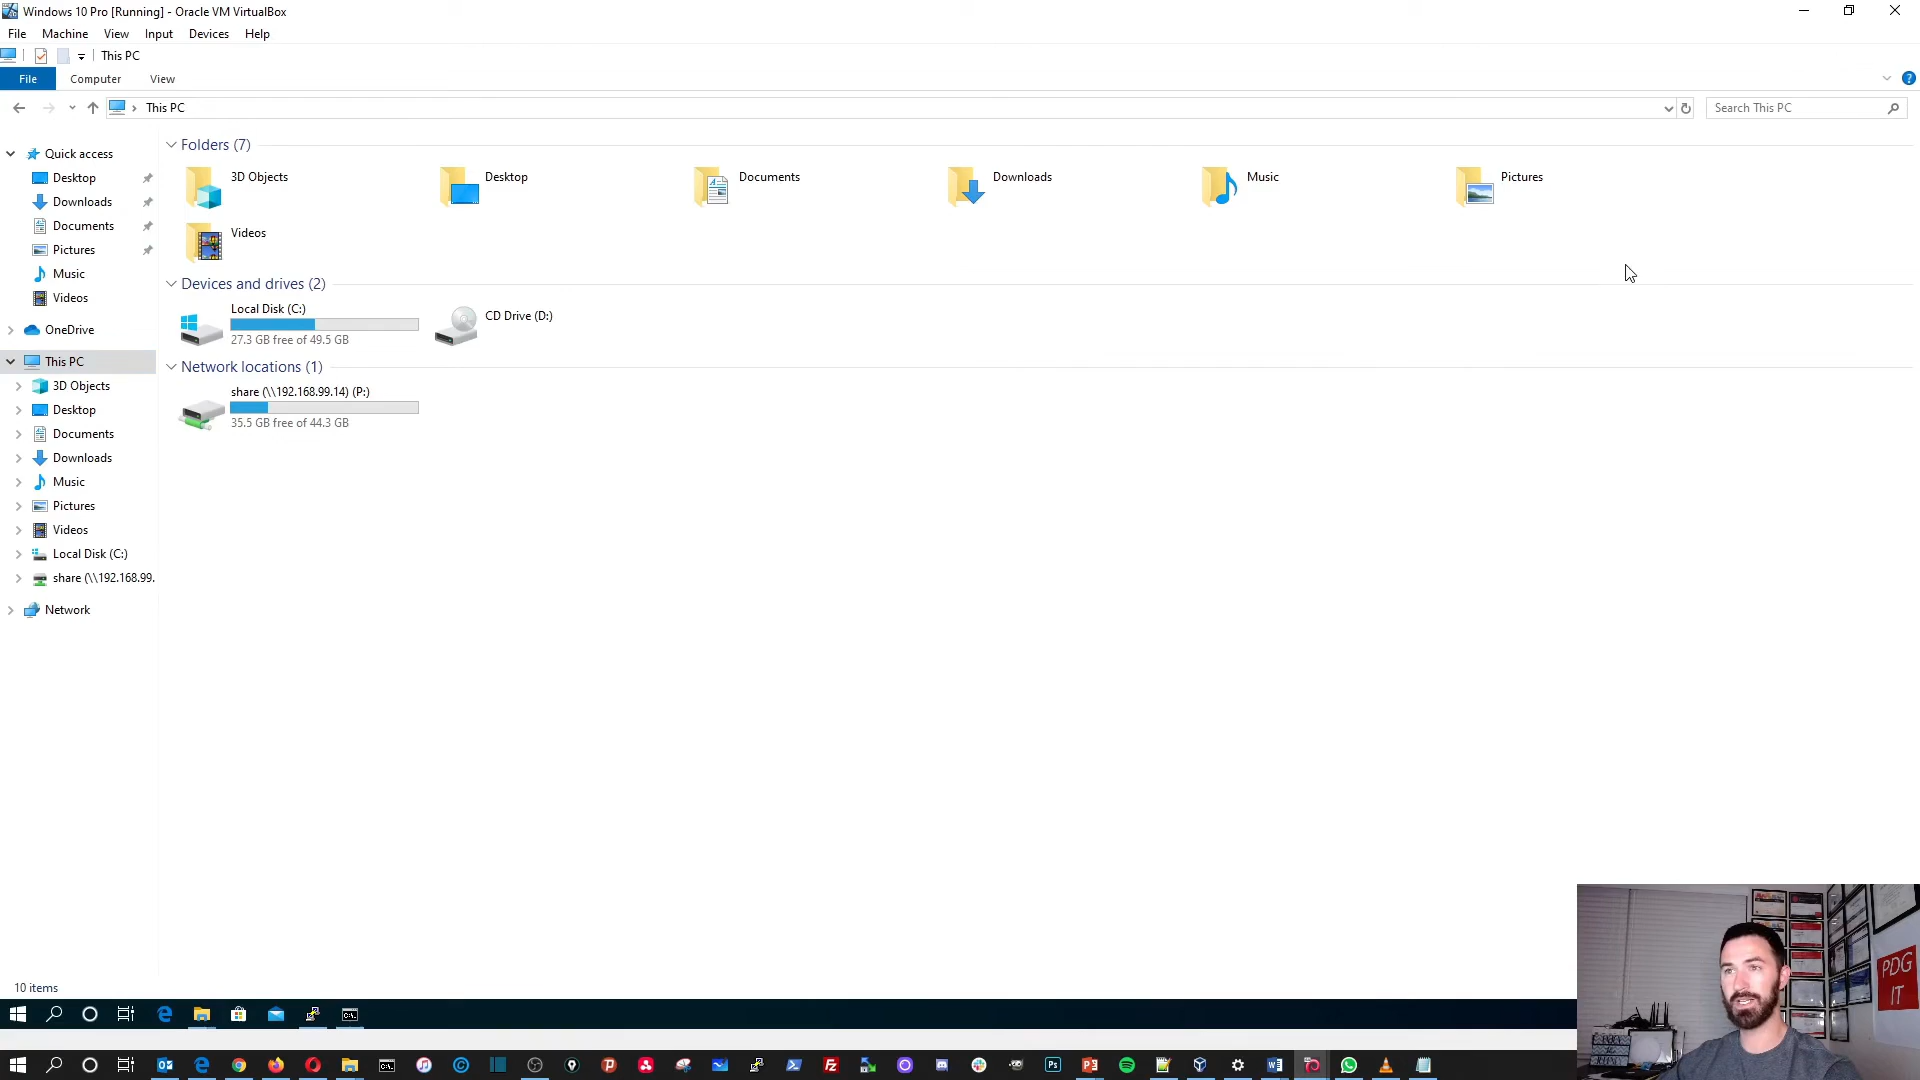 Windows 10 Pro [Running] - Oracle VM VirtualBox
File Machine View Input Devices Help
This PC
File Computer View
This PC
Search This PC
Quick access
Desktop
Downloads
Documents
Pictures
Music
Videos
OneDrive
This PC
3D Objects
Desktop
Documents
Downloads
Music
Pictures
Videos
Local Disk (C:)
share (\\192.168.99.
Network
Folders (7)
3D Objects
Desktop
Documents
Downloads
Music
Pictures
Videos
Devices and drives (2)
Local Disk (C:)
27.3 GB free of 49.5 GB
CD Drive (D:)
Network locations (1)
share (\\192.168.99.14) (P:)
35.5 GB free of 44.3 GB
10 items
PDG
IT